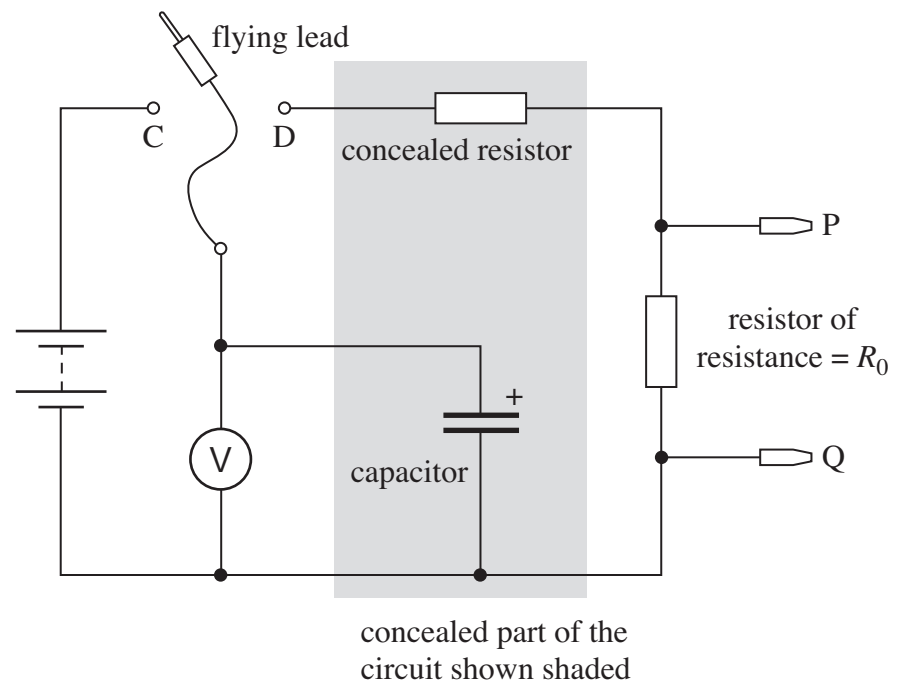 flying lead
C
D
concealed resistor
P
resistor of
resistance = R₀
+
V
Q
capacitor
concealed part of the
circuit shown shaded